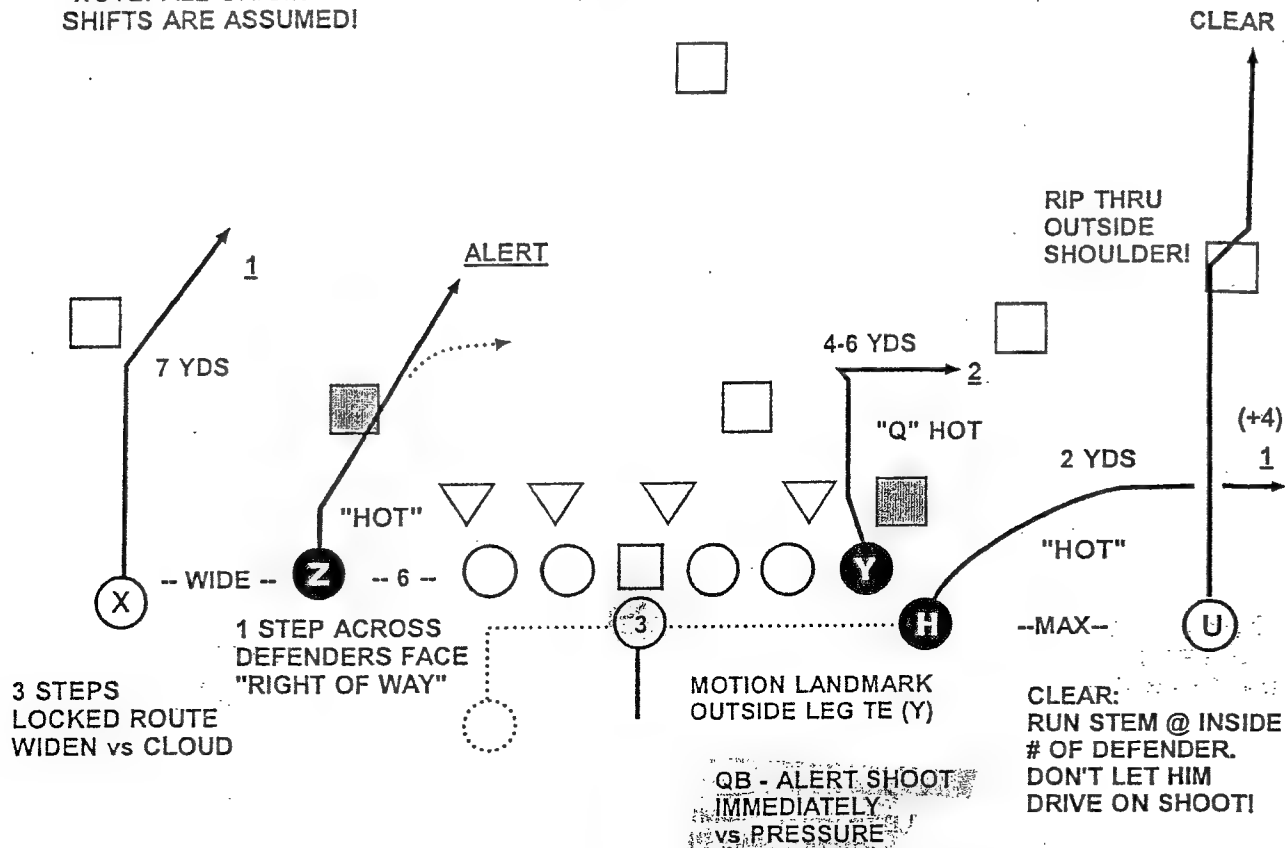 SHIFTS ARE ASSUMED!
CLEAR
RIP THRU
OUTSIDE
SHOULDER!
1
ALERT
7 YDS
4-6 YDS
2
"Q" HOT
(+4)
1
2 YDS
"HOT"
"HOT"
X
-- WIDE --
Z
-- 6 --
Y
3
H
--MAX--
U
1 STEP ACROSS
DEFENDERS FACE
"RIGHT OF WAY"
3 STEPS
LOCKED ROUTE
WIDEN vs CLOUD
MOTION LANDMARK
OUTSIDE LEG TE (Y)
QB - ALERT SHOOT
IMMEDIATELY
vs PRESSURE
CLEAR:
RUN STEM @ INSIDE
# OF DEFENDER.
DON'T LET HIM
DRIVE ON SHOOT!